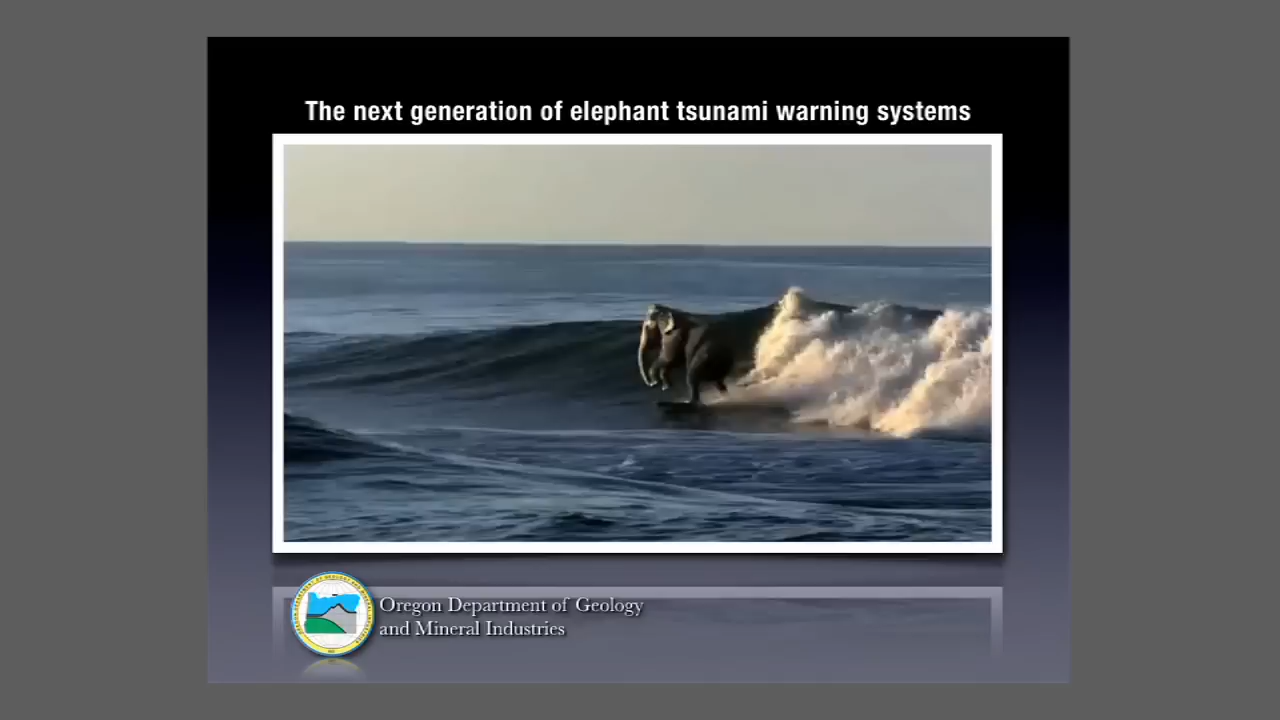 The next generation of elephant tsunami warning systems
Oregon Department of Geology
and Mineral Industries